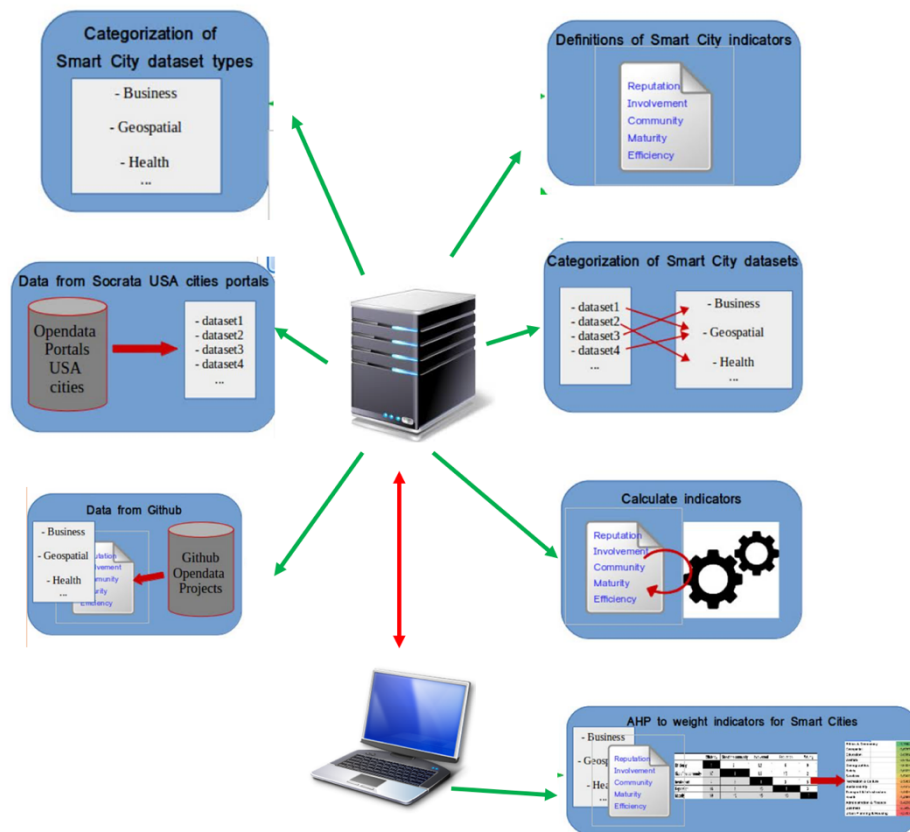 Categorization of
Smart City dataset types
- Business
- Geospatial
- Health
...
Definitions of Smart City indicators
Reputation
Involvement
Community
Maturity
Efficiency
Data from Socrata USA cities portals
Opendata
Portals
USA
cities
- dataset1
- dataset2
- dataset3
- dataset4
...
Categorization of Smart City datasets
- dataset1
- dataset2
- dataset3
- dataset4
...
- Business
- Geospatial
- Health
...
Data from Github
- Business
- Geospatial
- Health
...
Github
Opendata
Projects
Calculate indicators
Reputation
Involvement
Community
Maturity
Efficiency
AHP to weight indicators for Smart Cities
- Business
...
Reputation
Involvement
Community
Maturity
Efficiency